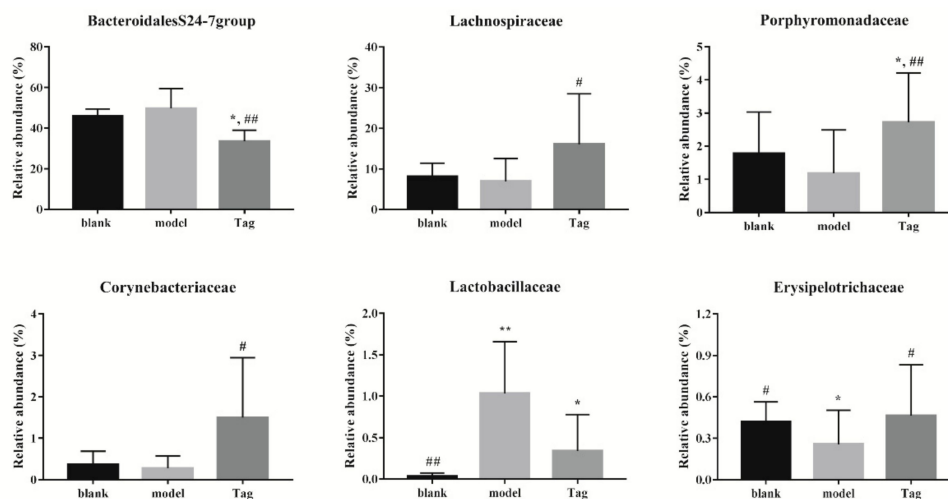 BacteroidalesS24-7group
Relative abundance (%)
80
60
40
20
0
*, ##
blank model Tag
Lachnospiraceae
Relative abundance (%)
40
30
20
10
0
#
blank model Tag
Porphyromonadaceae
Relative abundance (%)
5
4
3
2
1
0
*, ##
blank model Tag
Corynebacteriaceae
Relative abundance (%)
4
3
2
1
0
#
blank model Tag
Lactobacillaceae
Relative abundance (%)
2.0
1.5
1.0
0.5
0.0
##
**
*
blank model Tag
Erysipelotrichaceae
Relative abundance (%)
1.2
0.9
0.6
0.3
0.0
#
*
#
blank model Tag